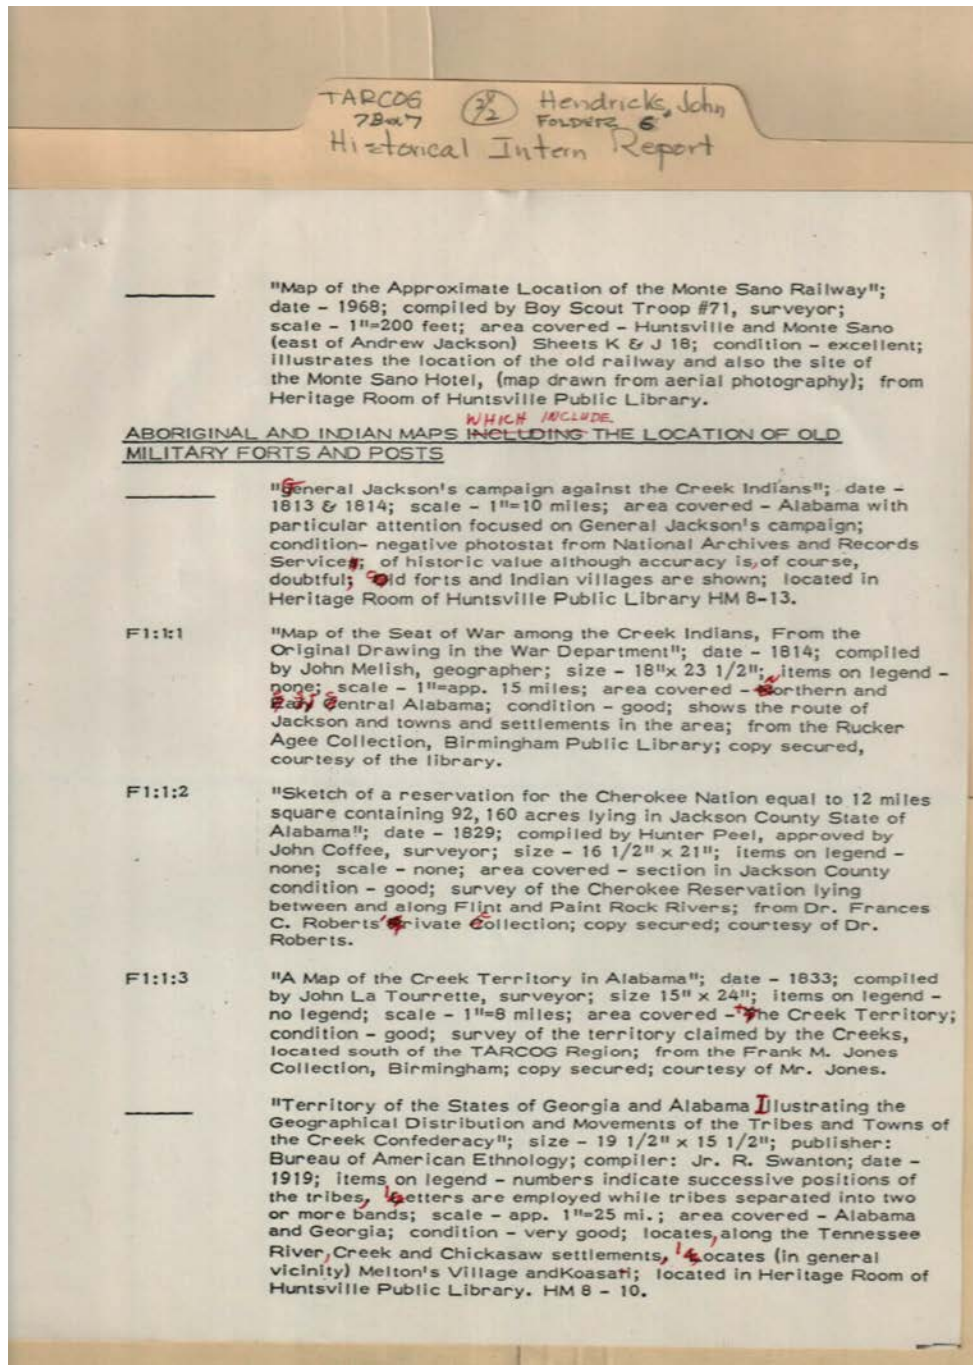 TARCOG Hendricks, John
FOLDER 6
Historical Intern Report
"Map of the Approximate Location of the Monte Sano Railway";
date - 1968; compiled by Boy Scout Troop #71, surveyor;
scale - 1"=200 feet; area covered - Huntsville and Monte Sano
(east of Andrew Jackson) Sheets K & J 18; condition - excellent;
illustrates the location of the old railway and also the site of
the Monte Sano Hotel, (map drawn from aerial photography); from
Heritage Room of Huntsville Public Library.
WHICH INCLUDE
ABORIGINAL AND INDIAN MAPS INCLUDING THE LOCATION OF OLD
MILITARY FORTS AND POSTS
"General Jackson's campaign against the Creek Indians"; date -
1813 & 1814; scale - 1"=10 miles; area covered - Alabama with
particular attention focused on General Jackson's campaign;
condition- negative photostat from National Archives and Records
Service; of historic value although accuracy is, of course,
doubtful; Old forts and Indian villages are shown; located in
Heritage Room of Huntsville Public Library HM 8-13.
F1:1:1 "Map of the Seat of War among the Creek Indians, From the
Original Drawing in the War Department"; date - 1814; compiled
by John Melish, geographer; size - 18"x 23 1/2"; items on legend -
none; scale - 1"=app. 15 miles; area covered - Northern and
Central Alabama; condition - good; shows the route of
Jackson and towns and settlements in the area; from the Rucker
Agee Collection, Birmingham Public Library; copy secured,
courtesy of the library.
F1:1:2 "Sketch of a reservation for the Cherokee Nation equal to 12 miles
square containing 92, 160 acres lying in Jackson County State of
Alabama"; date - 1829; compiled by Hunter Peel, approved by
John Coffee, surveyor; size - 16 1/2" x 21"; items on legend -
none; scale - none; area covered - section in Jackson County
condition - good; survey of the Cherokee Reservation lying
between and along Flint and Paint Rock Rivers; from Dr. Frances
C. Roberts' Private Collection; copy secured; courtesy of Dr.
Roberts.
F1:1:3 "A Map of the Creek Territory in Alabama"; date - 1833; compiled
by John La Tourrette, surveyor; size 15" x 24"; items on legend -
no legend; scale - 1"=8 miles; area covered - the Creek Territory;
condition - good; survey of the territory claimed by the Creeks,
located south of the TARCOG Region; from the Frank M. Jones
Collection, Birmingham; copy secured; courtesy of Mr. Jones.
"Territory of the States of Georgia and Alabama Illustrating the
Geographical Distribution and Movements of the Tribes and Towns of
the Creek Confederacy"; size - 19 1/2" x 15 1/2"; publisher:
Bureau of American Ethnology; compiler: Jr. R. Swanton; date -
1919; items on legend - numbers indicate successive positions of
the tribes, letters are employed while tribes separated into two
or more bands; scale - app. 1"=25 mi.; area covered - Alabama
and Georgia; condition - very good; locates, along the Tennessee
River, Creek and Chickasaw settlements, locates (in general
vicinity) Melton's Village andKoasati; located in Heritage Room of
Huntsville Public Library. HM 8 - 10.